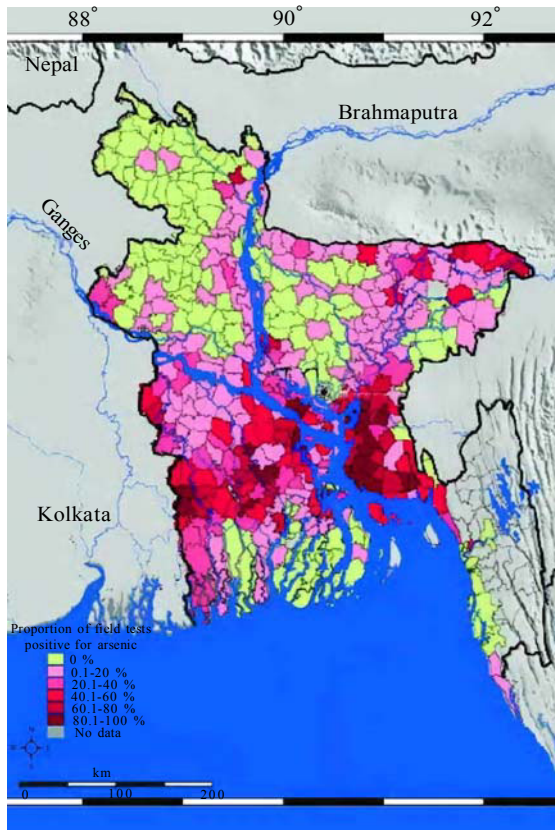 88°
90°
92°
Nepal
Brahmaputra
Ganges
Kolkata
Proportion of field tests
positive for arsenic
0 %
0.1-20 %
20.1-40 %
40.1-60 %
60.1-80 %
80.1-100 %
No data
N
km
0 100 200